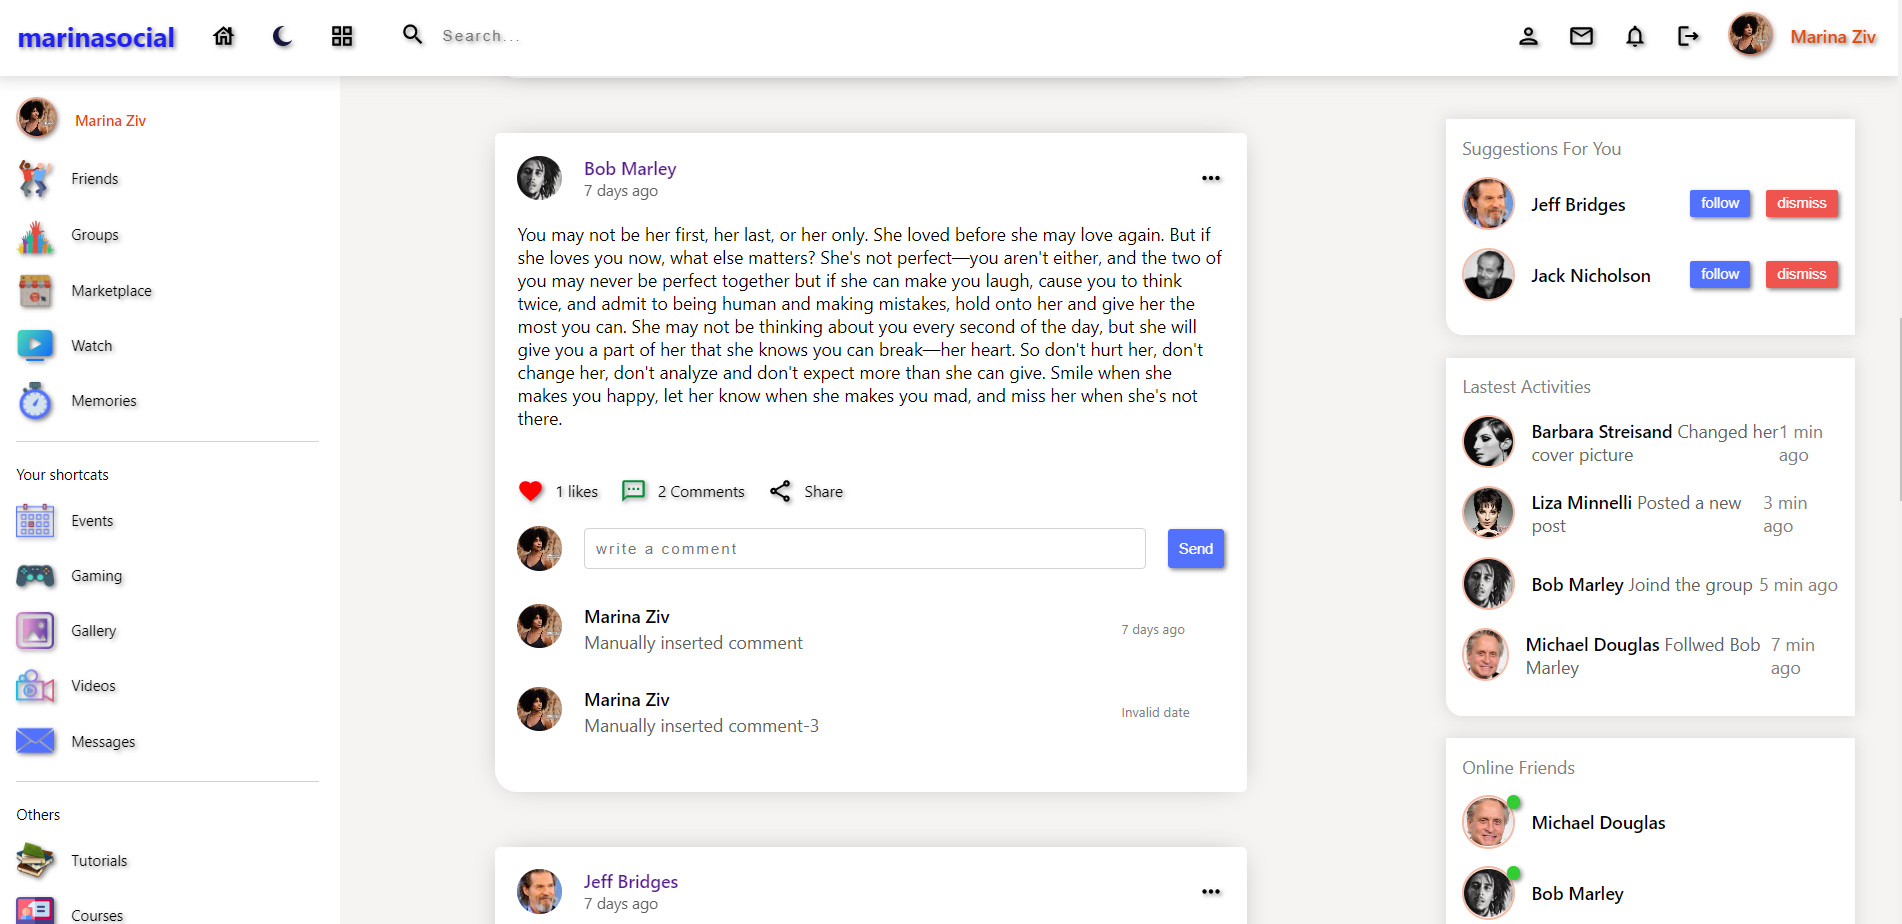 marinasocial
Search...
Marina Ziv
Marina Ziv
Friends
Groups
Marketplace
Watch
Memories
Your shortcats
Events
Gaming
Gallery
Videos
Messages
Others
Tutorials
Courses
Bob Marley
7 days ago
You may not be her first, her last, or her only. She loved before she may love again. But if
she loves you now, what else matters? She's not perfect—you aren't either, and the two of
you may never be perfect together but if she can make you laugh, cause you to think
twice, and admit to being human and making mistakes, hold onto her and give her the
most you can. She may not be thinking about you every second of the day, but she will
give you a part of her that she knows you can break—her heart. So don't hurt her, don't
change her, don't analyze and don't expect more than she can give. Smile when she
makes you happy, let her know when she makes you mad, and miss her when she's not
there.
1 likes 2 Comments Share
write a comment Send
Marina Ziv
Manually inserted comment
7 days ago
Marina Ziv
Manually inserted comment-3
Invalid date
Jeff Bridges
7 days ago
Suggestions For You
Jeff Bridges follow dismiss
Jack Nicholson follow dismiss
Lastest Activities
Barbara Streisand Changed her
cover picture
1 min
ago
Liza Minnelli Posted a new
post
3 min
ago
Bob Marley Joind the group 5 min ago
Michael Douglas Follwed Bob
Marley
7 min
ago
Online Friends
Michael Douglas
Bob Marley